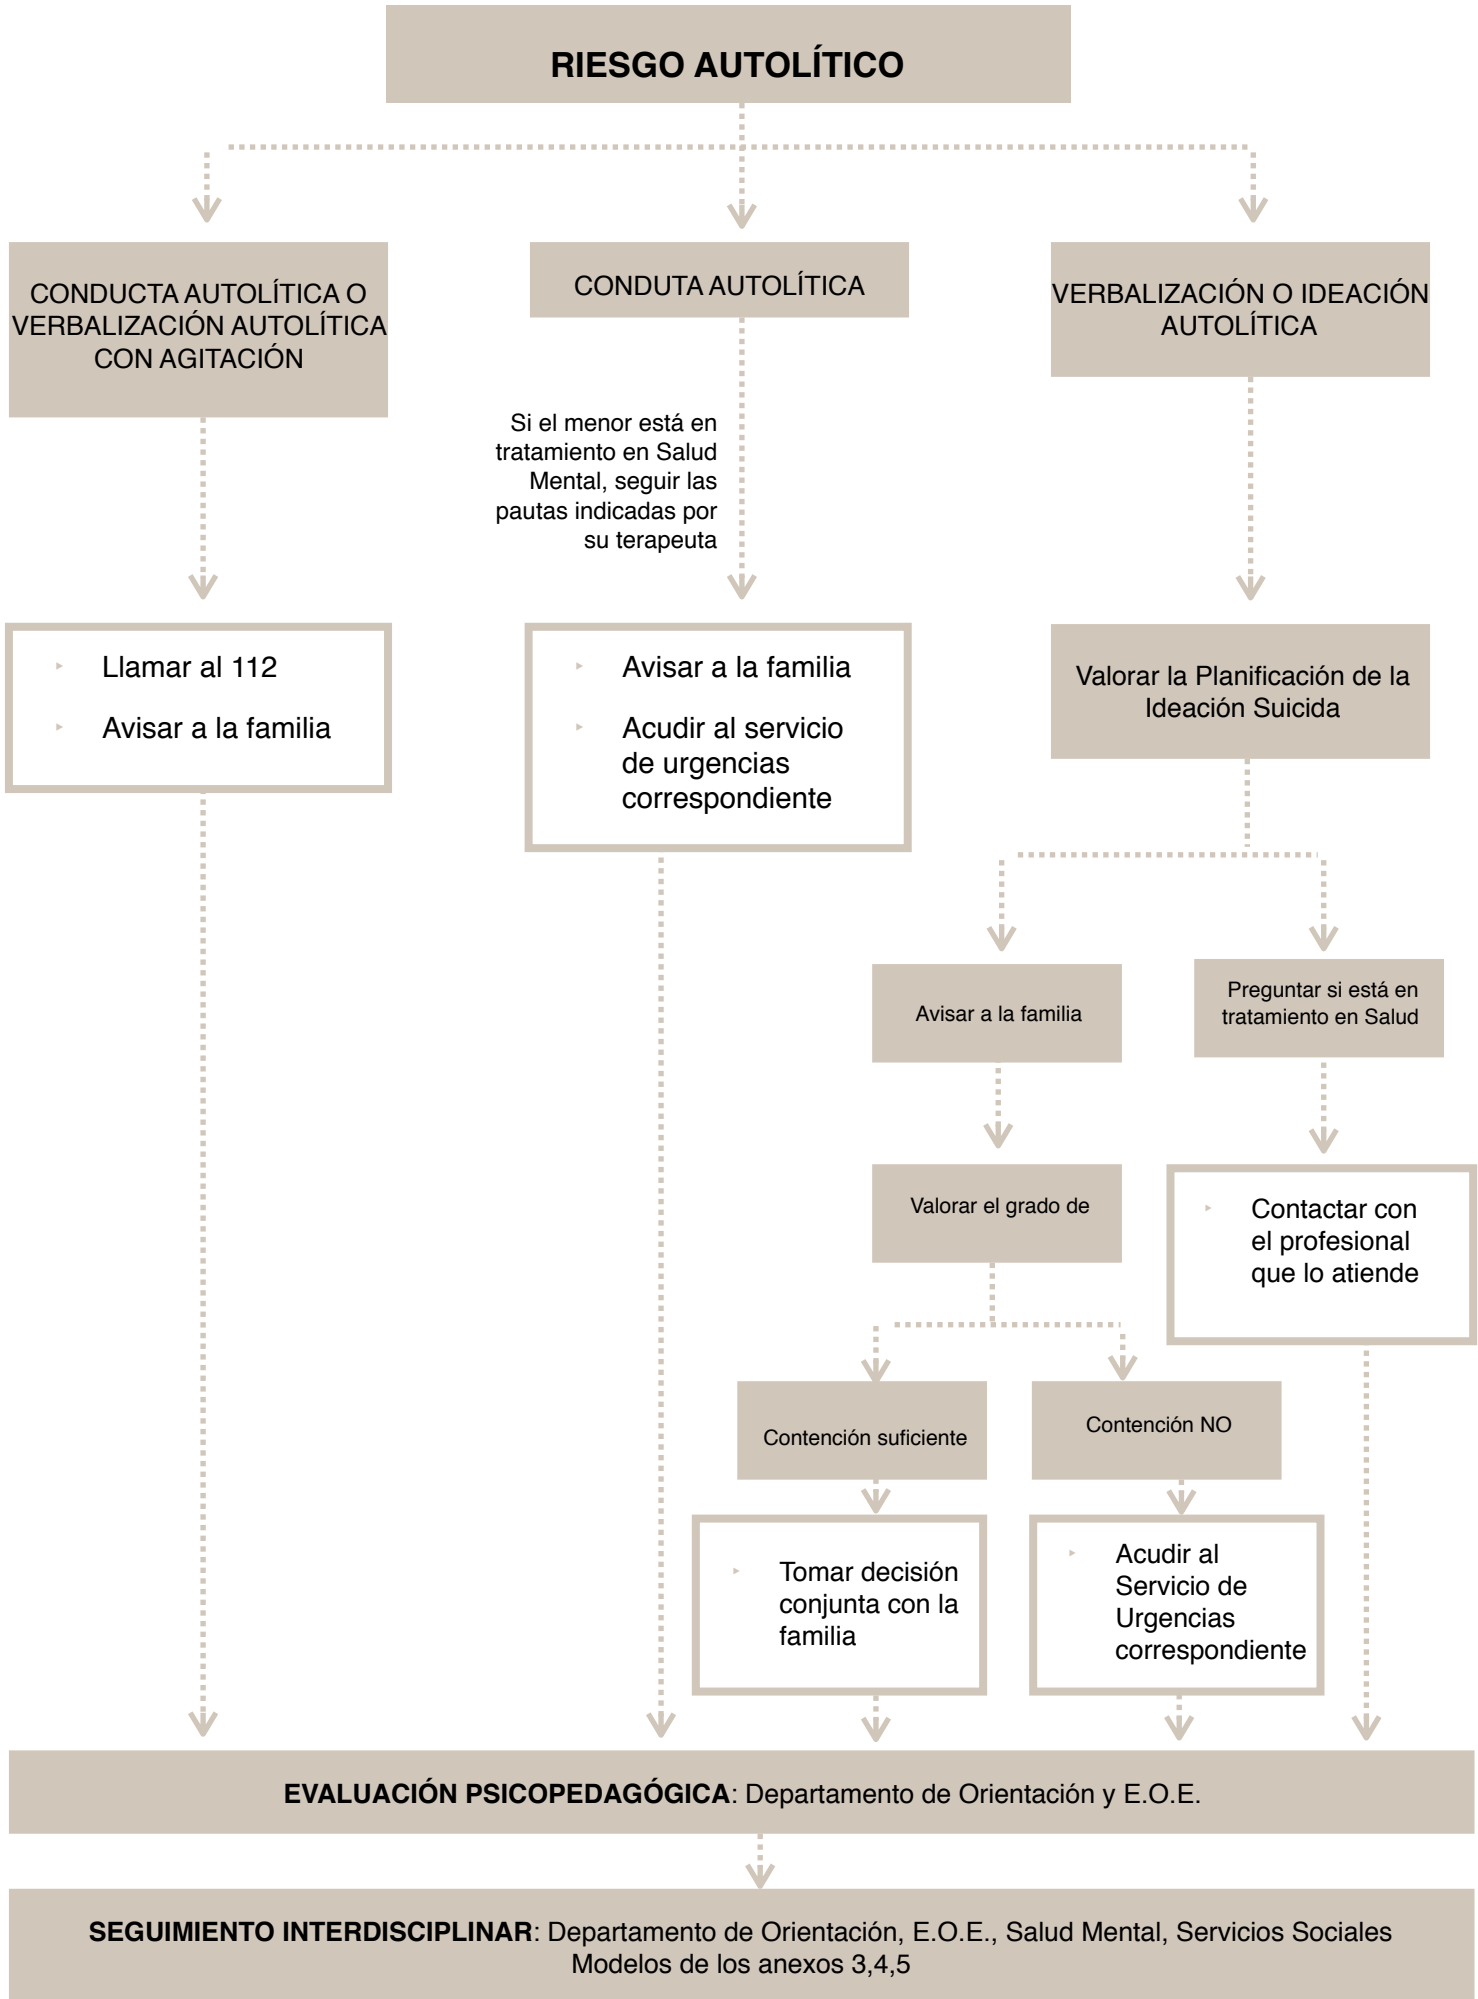 RIESGO AUTOLÍTICO
CONDUCTA AUTOLÍTICA O
VERBALIZACIÓN AUTOLÍTICA
CON AGITACIÓN
CONDUTA AUTOLÍTICA
VERBALIZACIÓN O IDEACIÓN
AUTOLÍTICA
Si el menor está en
tratamiento en Salud
Mental, seguir las
pautas indicadas por
su terapeuta
Llamar al 112
Avisar a la familia
Avisar a la familia
Acudir al servicio
de urgencias
correspondiente
Valorar la Planificación de la
Ideación Suicida
Avisar a la familia
Preguntar si está en
tratamiento en Salud
Valorar el grado de
Contactar con
el profesional
que lo atiende
Contención suficiente
Contención NO
Tomar decisión
conjunta con la
familia
Acudir al
Servicio de
Urgencias
correspondiente
EVALUACIÓN PSICOPEDAGÓGICA: Departamento de Orientación y E.O.E.
SEGUIMIENTO INTERDISCIPLINAR: Departamento de Orientación, E.O.E., Salud Mental, Servicios Sociales
Modelos de los anexos 3,4,5